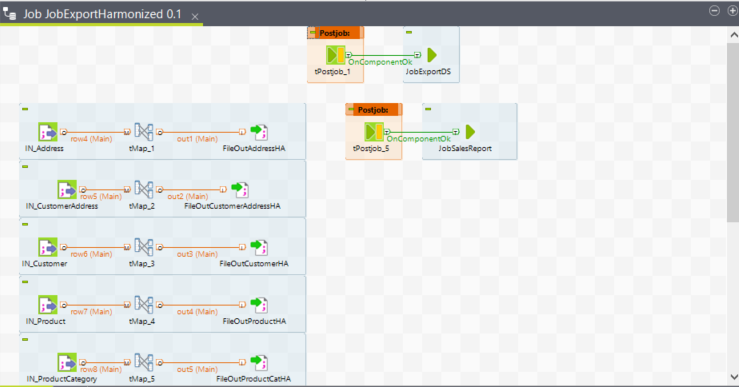 Job JobExportHarmonized 0.1
Postjob:
OnComponentOk
tPostjob_1
JobExportDS
Postjob:
OnComponentOk
tPostjob_5
JobSalesReport
row4 (Main)
out1 (Main)
IN_Address
tMap_1
FileOutAddressHA
row5 (Main)
out2 (Main)
IN_CustomerAddress
tMap_2
FileOutCustomerAddressHA
row6 (Main)
out3 (Main)
IN_Customer
tMap_3
FileOutCustomerHA
row7 (Main)
out4 (Main)
IN_Product
tMap_4
FileOutProductHA
row8 (Main)
out5 (Main)
IN_ProductCategory
tMap_5
FileOutProductCatHA